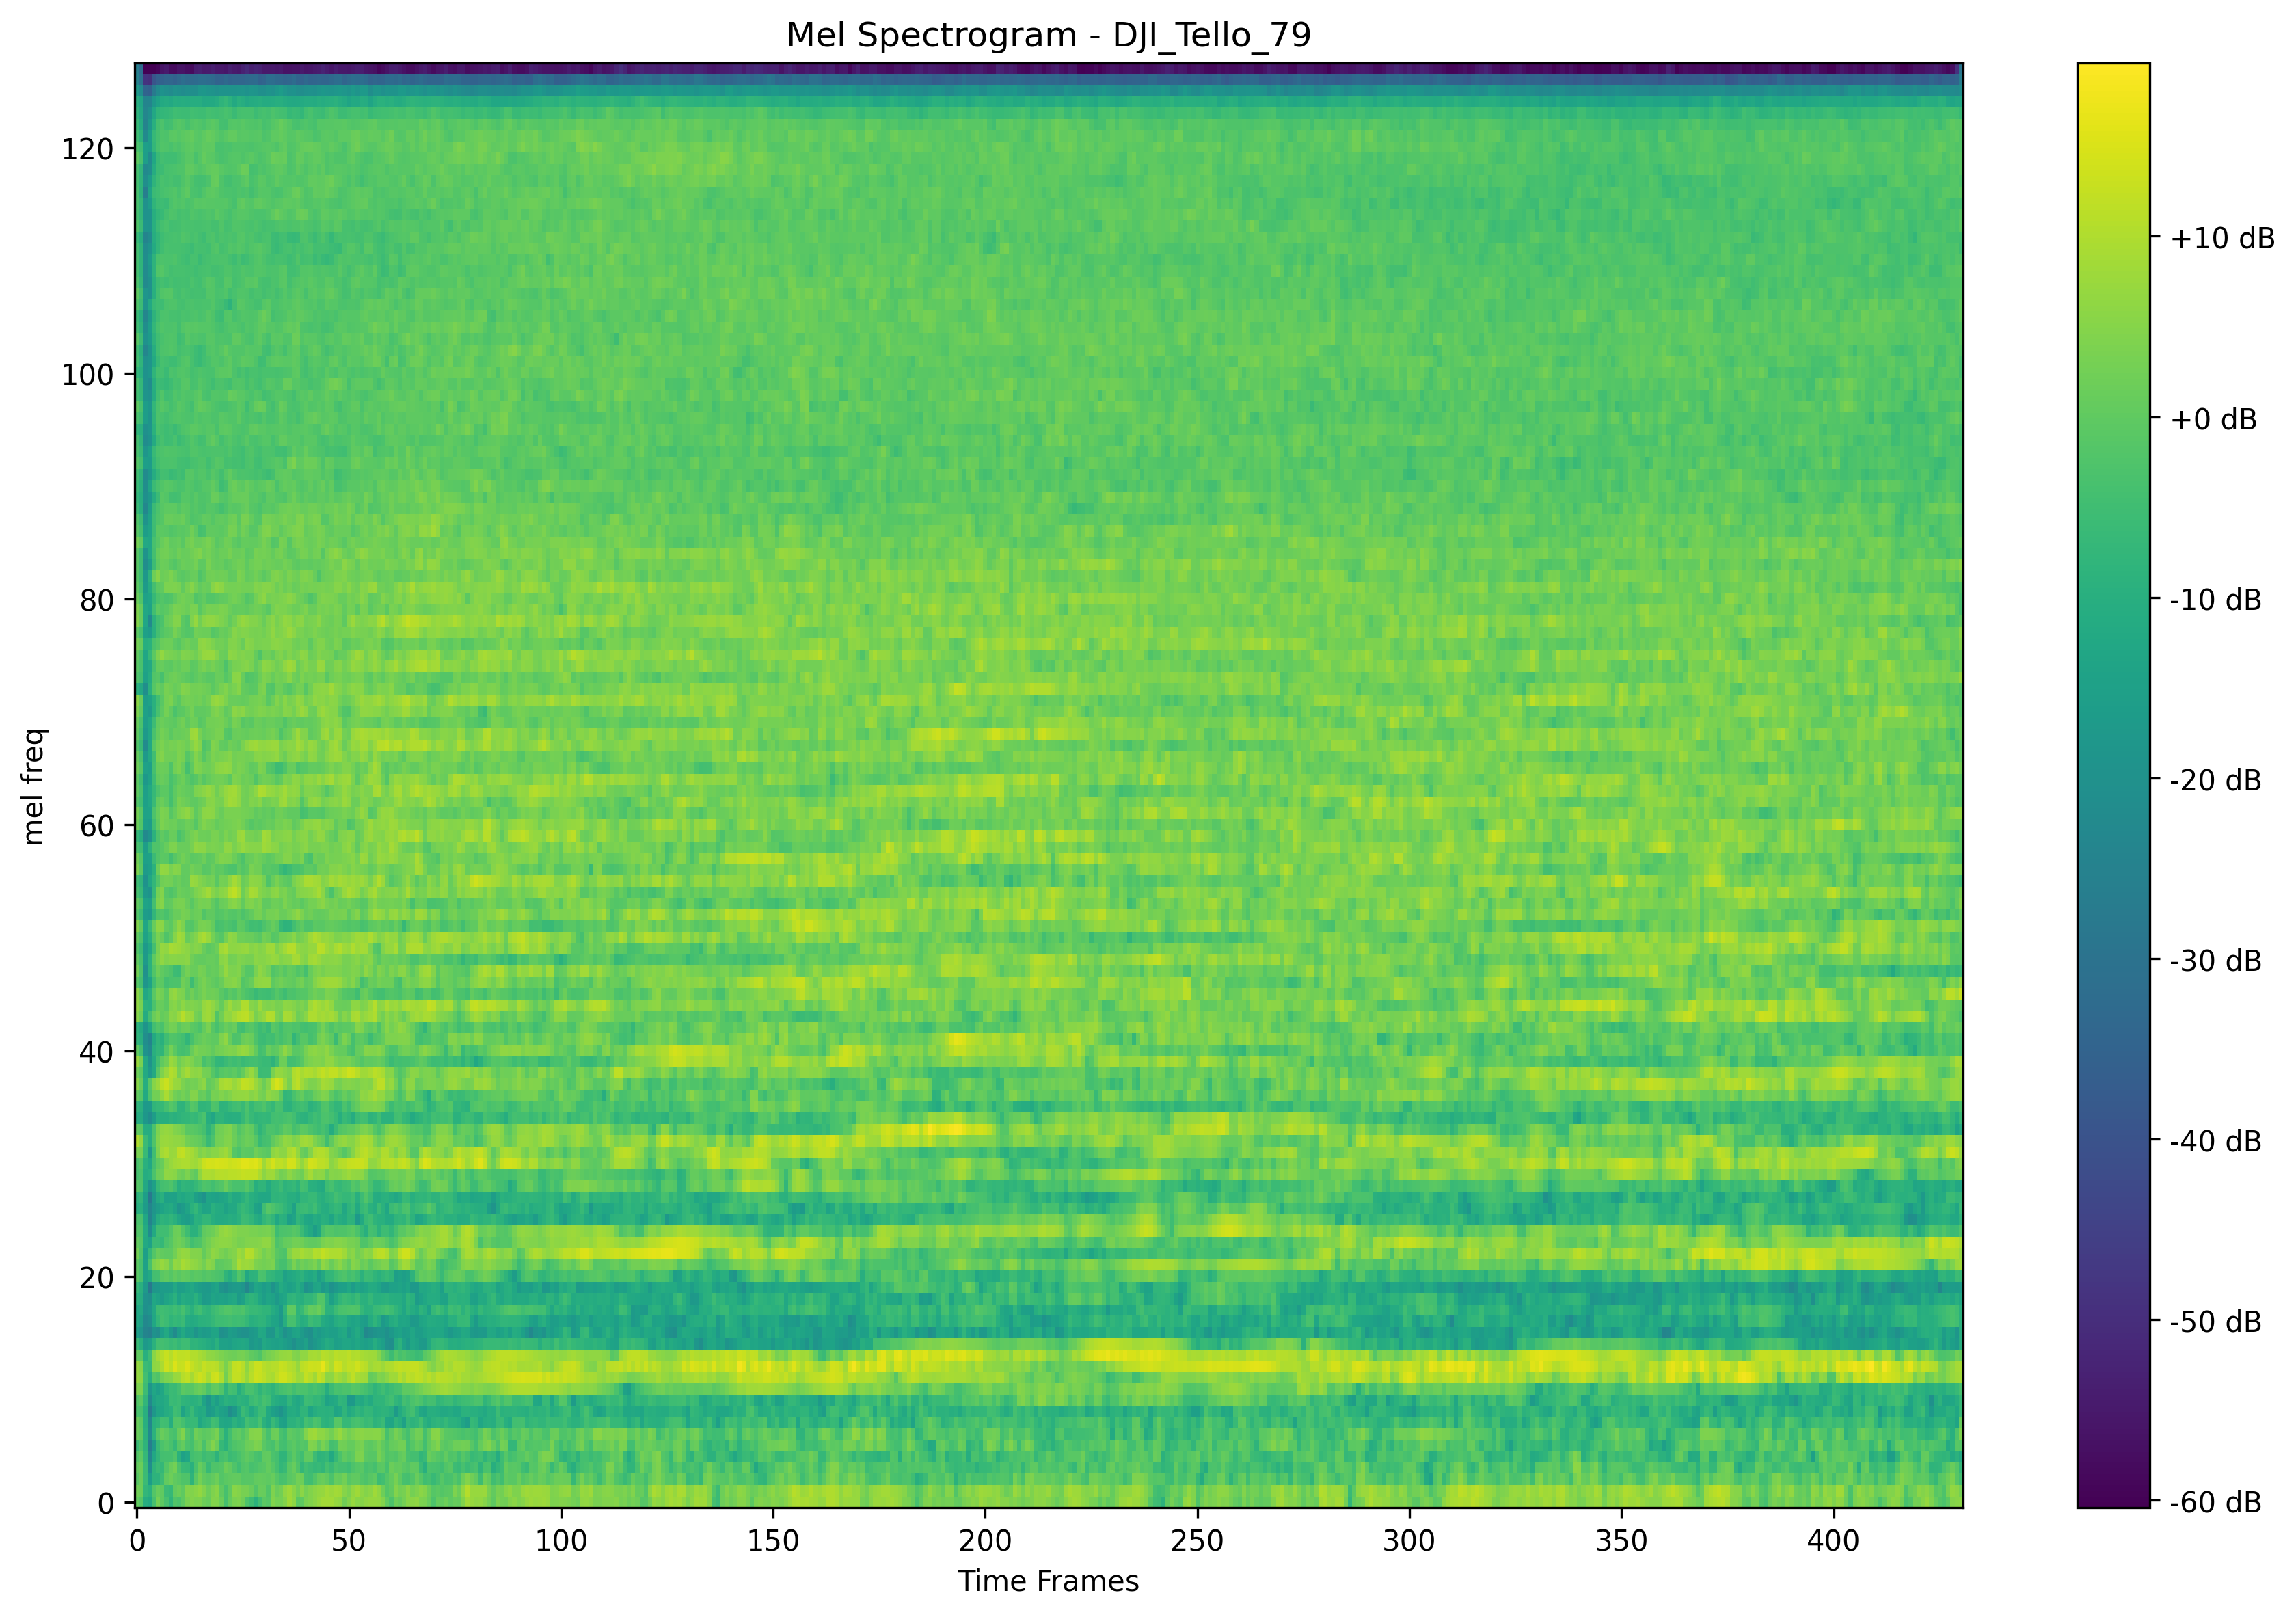 Mel Spectrogram - DJI_Tello_79
mel freq
120
100
80
60
40
20
0
0 50 100 150 200 250 300 350 400
Time Frames
+10 dB
+0 dB
-10 dB
-20 dB
-30 dB
-40 dB
-50 dB
-60 dB